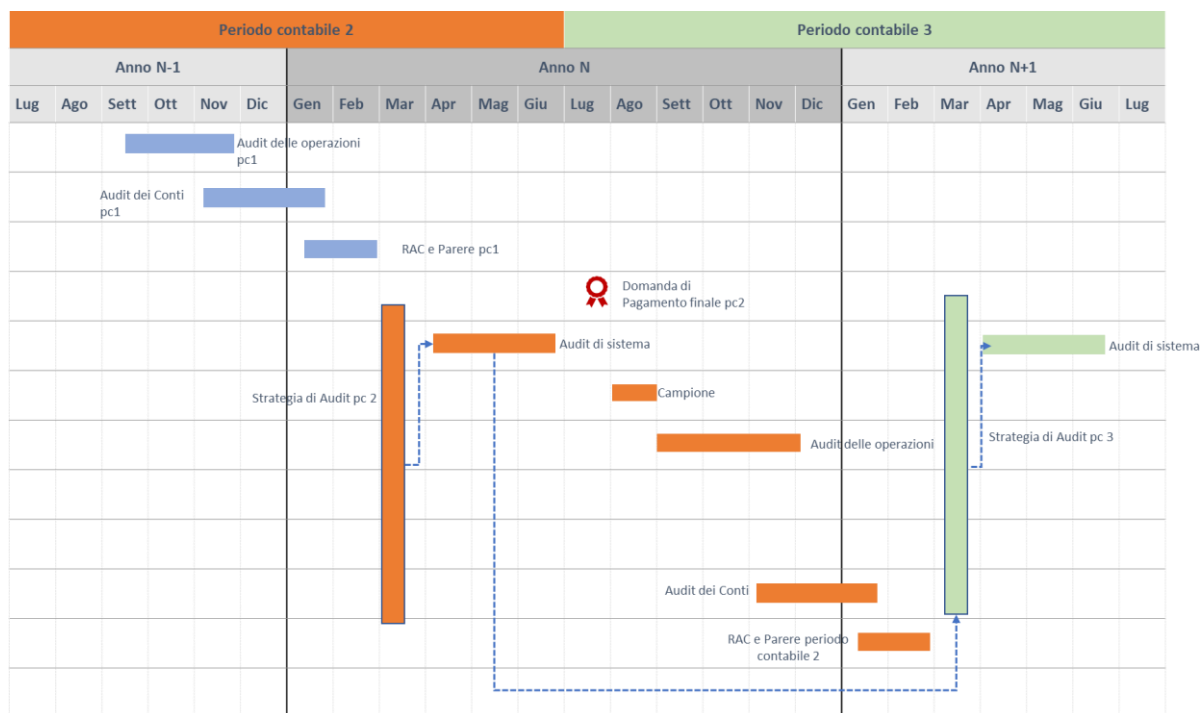 Periodo contabile 2
Periodo contabile 3
Anno N-1
Anno N
Anno N+1
Lug Ago Sett Ott Nov Dic Gen Feb Mar Apr Mag Giu Lug Ago Sett Ott Nov Dic Gen Feb Mar Apr Mag Giu Lug
Audit delle operazioni
pc1
Audit dei Conti
pc1
RAC e Parere pc1
Domanda di
Pagamento finale pc2
Audit di sistema
Audit di sistema
Strategia di Audit pc 2
Campione
Audit delle operazioni
Strategia di Audit pc 3
Audit dei Conti
RAC e Parere periodo
contabile 2